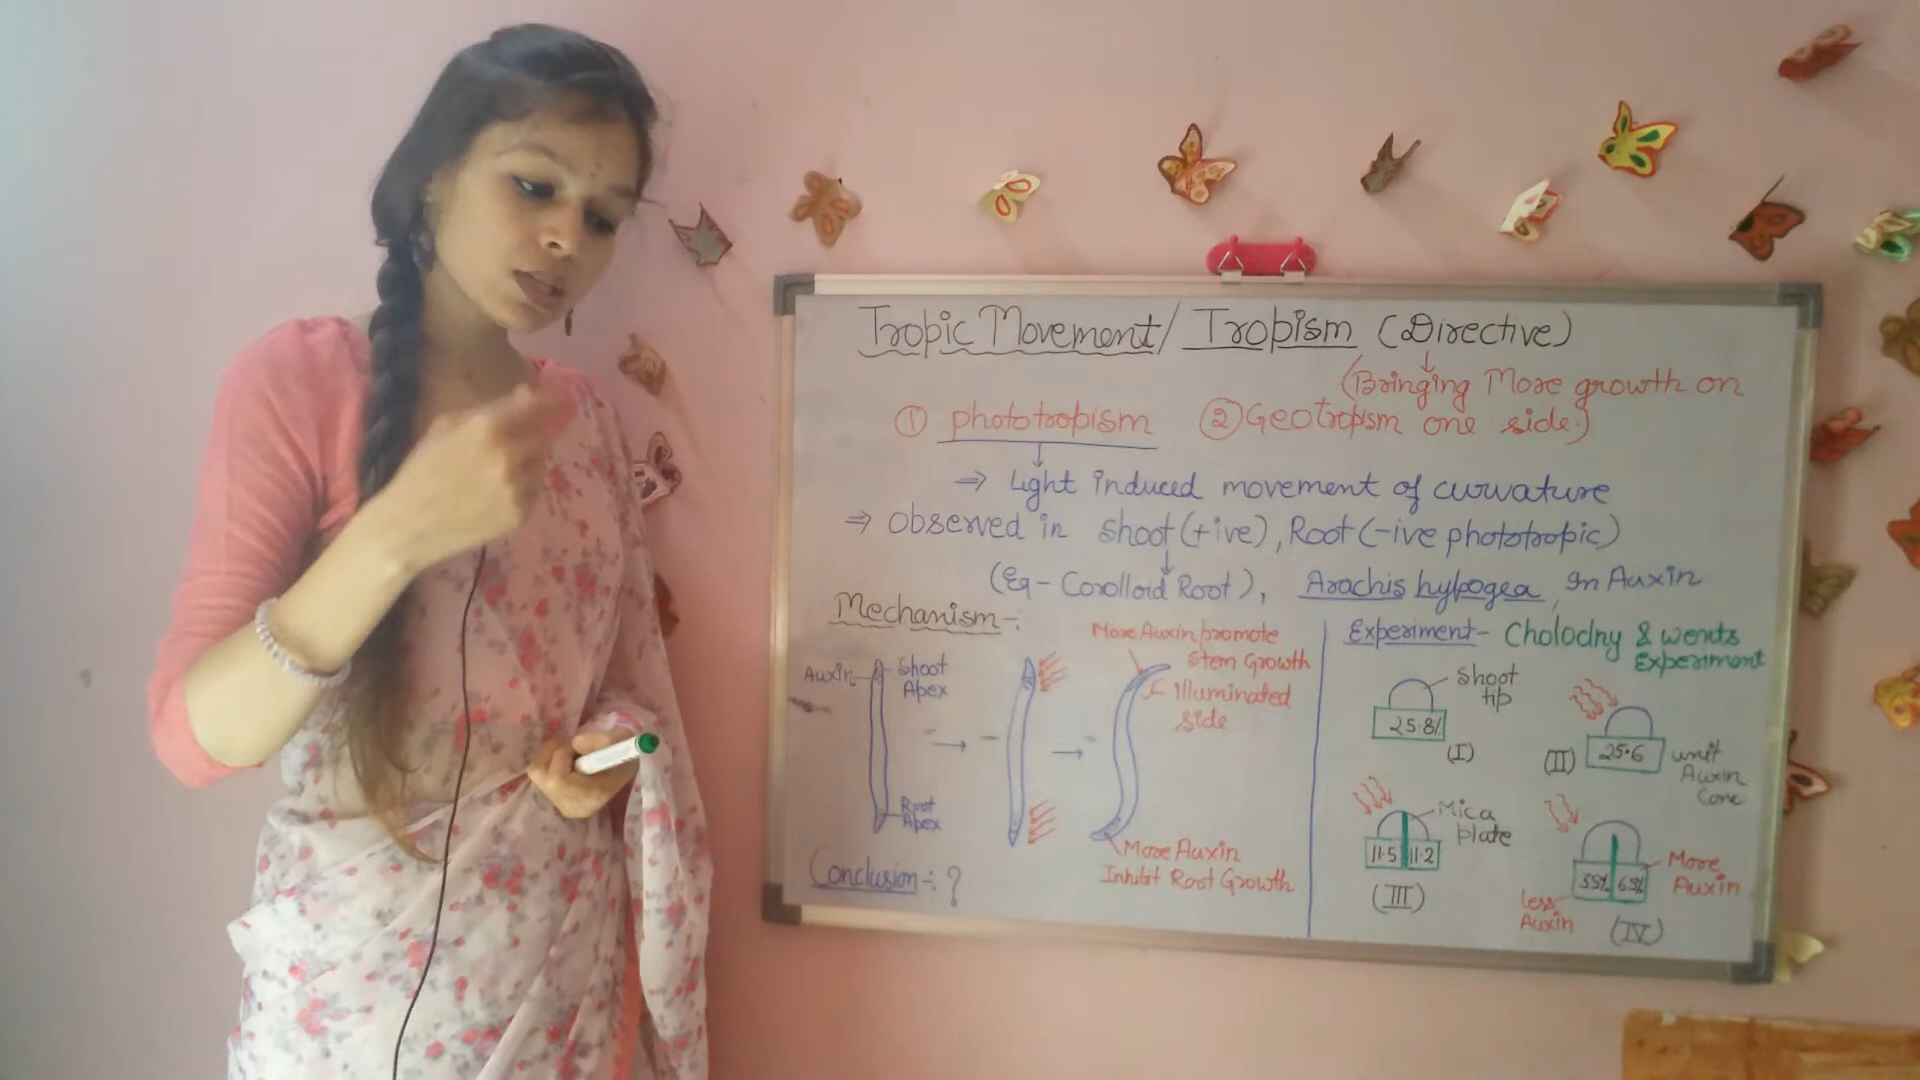 Tropic Movement/ Tropism (Directive)
(Bringing More growth on
one side.)
① phototropism ② Geotropism
⇒ Light induced movement of curvature
⇒ Observed in shoot (+ive), Root (-ive phototropic)
(Eg - Corolloid Root), Arachis hypogea, In Auxin
Mechanism -:
Auxin
Shoot
Apex
Root
Apex
More Auxin promote
Stem Growth
Illuminated
side
More Auxin
Inhibit Root Growth
Conclusion -: ?
Experiment - Cholodny & wents
Experiment
Shoot
tip
25.8%
(I)
25.6
(II)
unit
Auxin
Conc
Mica
plate
11.5 11.2
(III)
35% 65%
More
Auxin
less
Auxin
(IV)